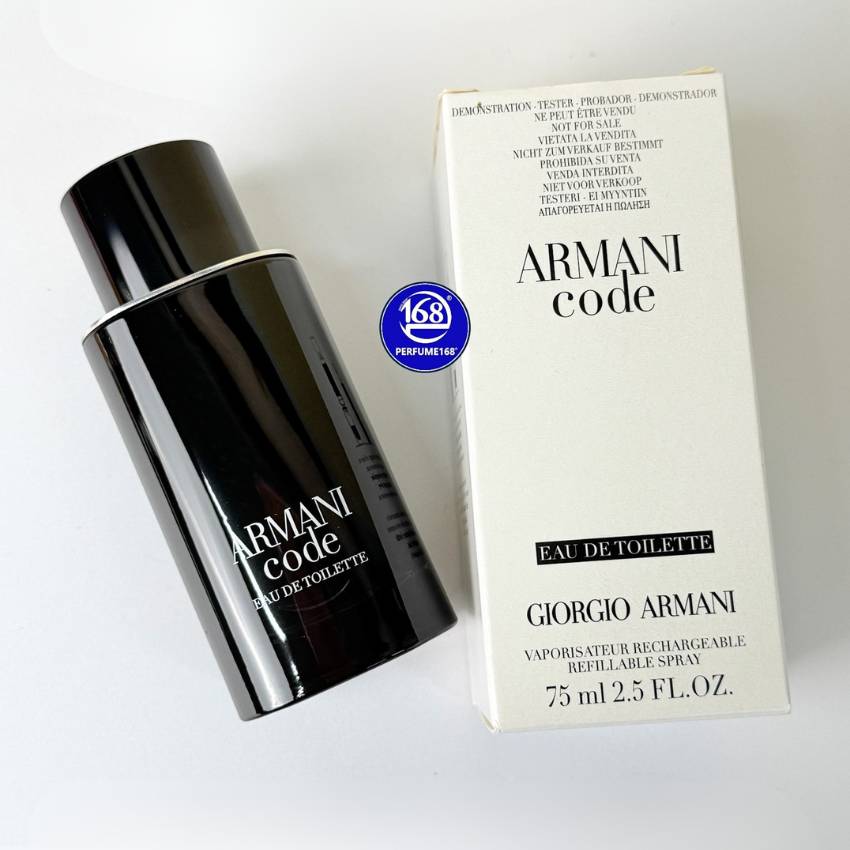 DEMONSTRATION - TESTER - PROBADOR - DEMONSTRADOR
NE PEUT ÊTRE VENDU
NOT FOR SALE
VIETATA LA VENDITA
NICHT ZUM VERKAUF BESTIMMT
PROHIBIDA SU VENTA
VENDA INTERDITA
NIET VOOR VERKOOP
TESTERI - EI MYYNTIIN
ΑΠΑΓΟΡΕΥΕΤΑΙ Η ΠΩΛΗΣΗ
ARMANI
code
EAU DE TOILETTE
GIORGIO ARMANI
VAPORISATEUR RECHARGEABLE
REFILLABLE SPRAY
75 ml 2.5 FL.OZ.
168®
PERFUME168®
ARMANI
code
EAU DE TOILETTE